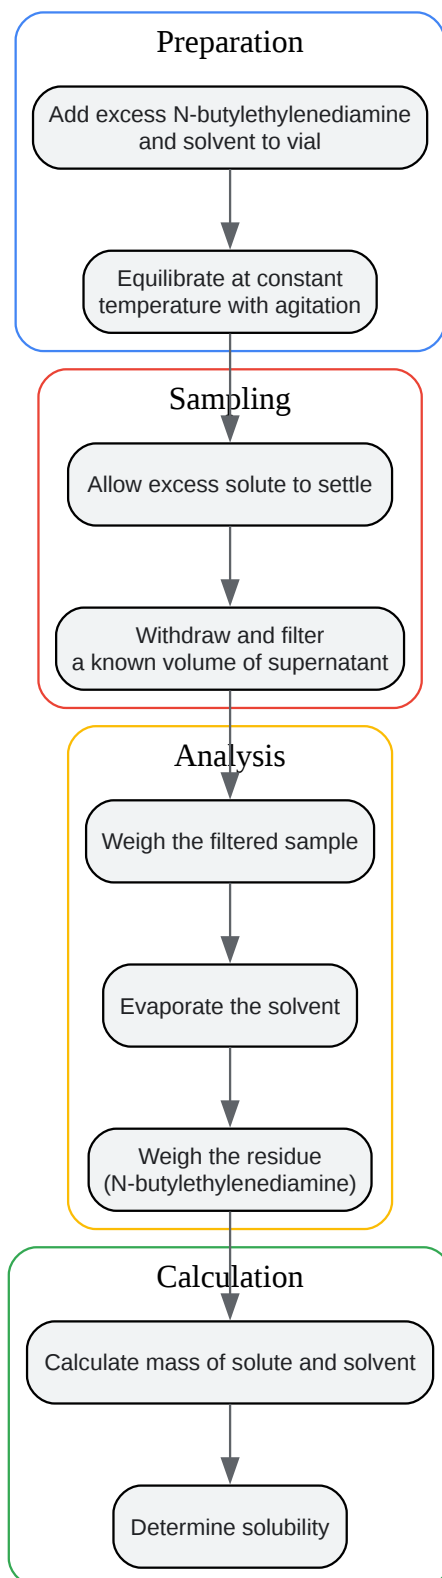 Preparation
Add excess N-butylethylenediamine
and solvent to vial
Equilibrate at constant
temperature with agitation
Sampling
Allow excess solute to settle
Withdraw and filter
a known volume of supernatant
Analysis
Weigh the filtered sample
Evaporate the solvent
Weigh the residue
(N-butylethylenediamine)
Calculation
Calculate mass of solute and solvent
Determine solubility